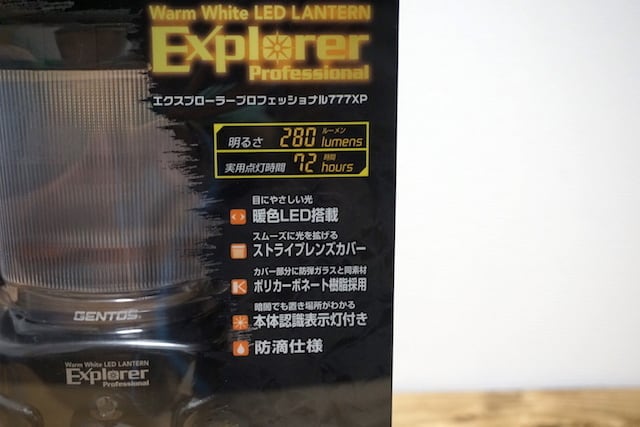 Warm White LED LANTERN
Explorer
Professional
エクスプローラープロフェッショナル777XP
明るさ 280 ルーメン lumens
実用点灯時間 72 時間 hours
目にやさしい光
暖色LED搭載
スムーズに光を拡げる
ストライプレンズカバー
カバー部分に防弾ガラスと同素材
K ポリカーボネート樹脂採用
暗闇でも置き場所がわかる
本体認識表示灯付き
防滴仕様
GENTOS
Warm White LED LANTERN
Explorer
Professional